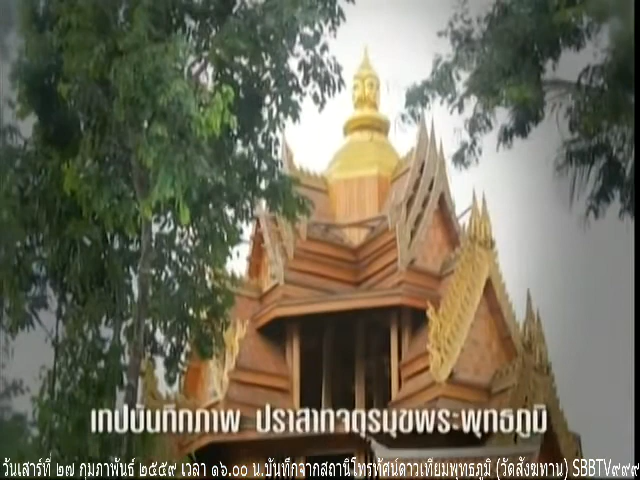 เทปบันทึกภาพ ปราสาทจตุรมุขพระพุทธภูมิ
วันเสาร์ที่ ๒๗ กุมภาพันธ์ ๒๕๕๙ เวลา ๑๖.๐๐ น.บันทึกจากสถานีโทรทัศน์ดาวเทียมพุทธภูมิ (วัดสังฆทาน) SBBTV๙๙๙